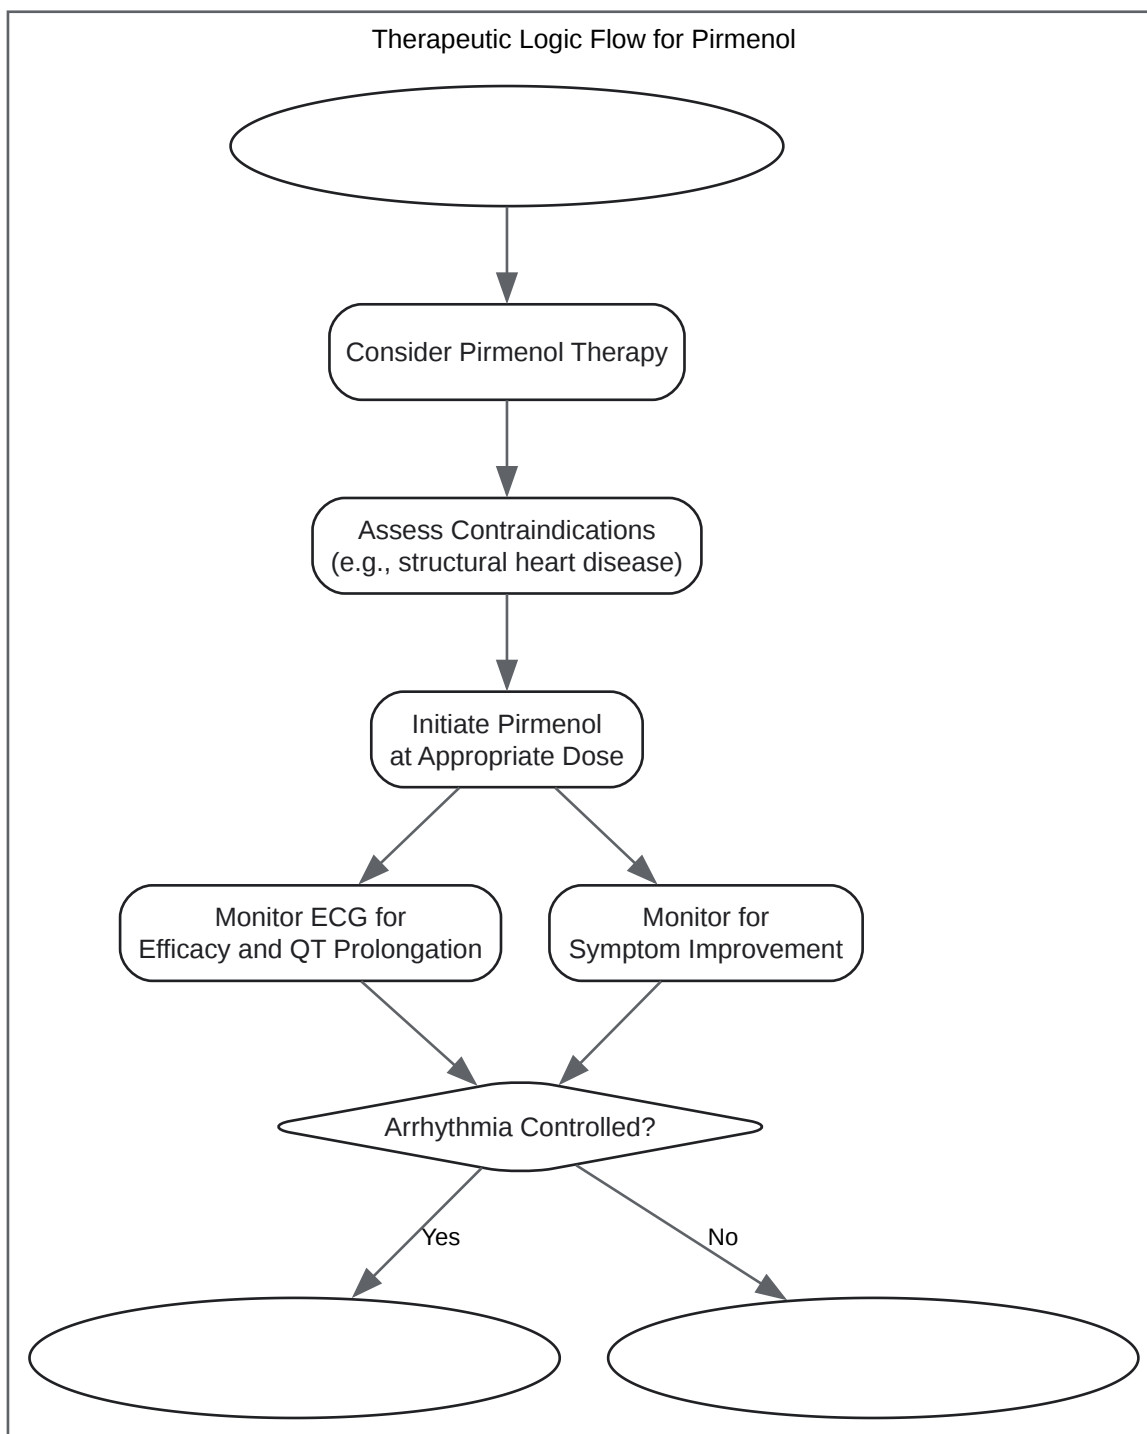 Therapeutic Logic Flow for Pirmenol
Consider Pirmenol Therapy
Assess Contraindications
(e.g., structural heart disease)
Initiate Pirmenol
at Appropriate Dose
Monitor ECG for
Efficacy and QT Prolongation
Monitor for
Symptom Improvement
Arrhythmia Controlled?
Yes
No